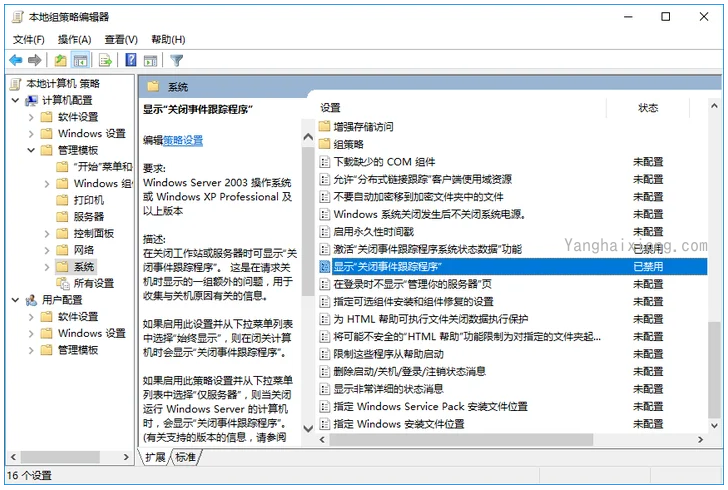 本地组策略编辑器
文件(F) 操作(A) 查看(V) 帮助(H)
本地计算机 策略
计算机配置
软件设置
Windows 设置
管理模板
"开始"菜单和
Windows 组
打印机
服务器
控制面板
网络
系统
所有设置
用户配置
软件设置
Windows 设置
管理模板
系统
显示"关闭事件跟踪程序"
编辑策略设置
要求:
Windows Server 2003 操作系统
或 Windows XP Professional 及
以上版本
描述:
在关闭工作站或服务器时可显示"关
闭事件跟踪程序"。 这是在请求关
机时显示的一组额外的问题，用于
收集与关机原因有关的信息。
如果启用此设置并从下拉菜单列表
中选择"始终显示"，则在关闭计算
机时会显示"关闭事件跟踪程序"。
如果启用此策略设置并从下拉菜单
列表中选择"仅服务器"，则当关闭
运行 Windows Server 的计算机
时，会显示"关闭事件跟踪程序"。
(有关支持的版本的信息，请参阅
设置 状态
增强存储访问
组策略
下载缺少的 COM 组件 未配置
允许"分布式链接跟踪"客户端使用域资源 未配置
不要自动加密移到加密文件夹中的文件 未配置
Windows 系统关闭发生后不关闭系统电源。 未配置
启用永久性时间戳 未配置
激活"关闭事件跟踪程序系统状态数据"功能 已禁用
Yanghaixiong.com
显示"关闭事件跟踪程序" 已禁用
在登录时不显示"管理你的服务器"页 未配置
指定可选组件安装和组件修复的设置 未配置
为 HTML 帮助可执行文件关闭数据执行保护 未配置
将可能不安全的"HTML 帮助"功能限制为对指定的文件夹起... 未配置
限制这些程序从帮助启动 未配置
删除启动/关机/登录/注销状态消息 未配置
显示非常详细的状态消息 未配置
指定 Windows Service Pack 安装文件位置 未配置
指定 Windows 安装文件位置 未配置
扩展 标准
16 个设置